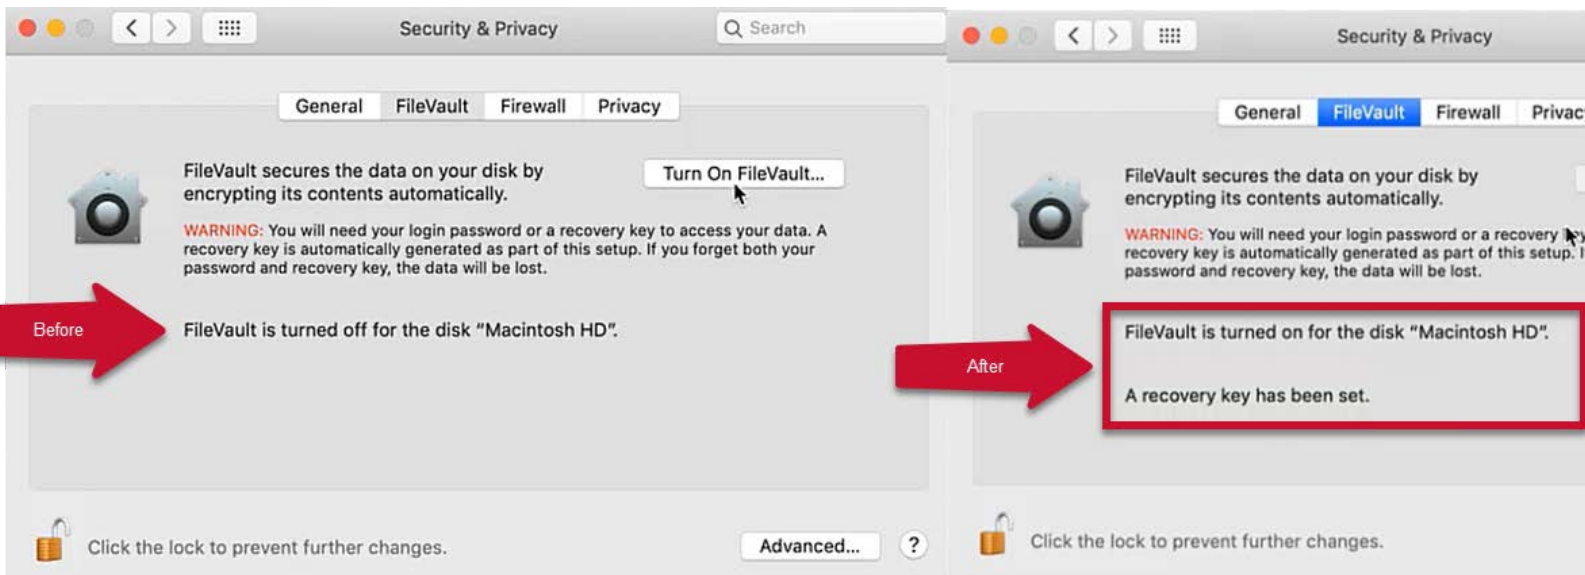 Security & Privacy
Search
General
FileVault
Firewall
Privacy
FileVault secures the data on your disk by
encrypting its contents automatically.
Turn On FileVault...
WARNING: You will need your login password or a recovery key to access your data. A
recovery key is automatically generated as part of this setup. If you forget both your
password and recovery key, the data will be lost.
Before
FileVault is turned off for the disk “Macintosh HD”.
Click the lock to prevent further changes.
Advanced...
?
Security & Privacy
General
FileVault
Firewall
Privac
FileVault secures the data on your disk by
encrypting its contents automatically.
WARNING: You will need your login password or a recovery
recovery key is automatically generated as part of this setup.
password and recovery key, the data will be lost.
After
FileVault is turned on for the disk “Macintosh HD”.
A recovery key has been set.
Click the lock to prevent further changes.